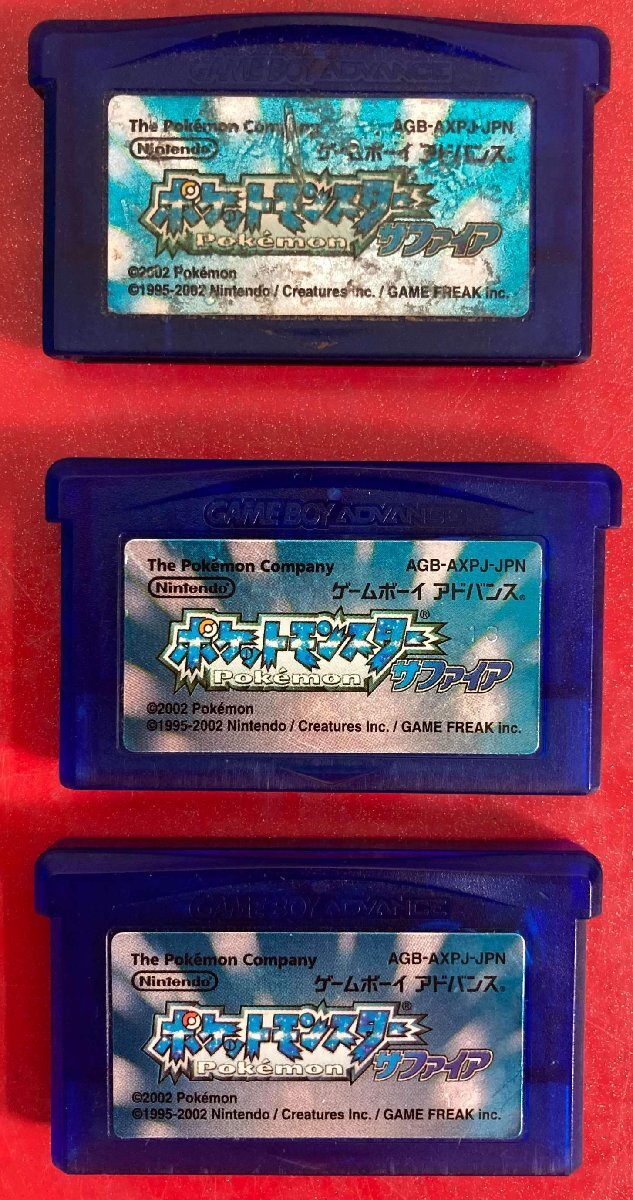 GAME BOY ADVANCE
The Pokémon Company AGB-AXPJ-JPN
Nintendo ゲームボーイ アドバンス®
ポケットモンスター
Pokémon サファイア
©2002 Pokémon
©1995-2002 Nintendo / Creatures inc. / GAME FREAK inc.
GAME BOY ADVANCE
The Pokémon Company AGB-AXPJ-JPN
Nintendo ゲームボーイ アドバンス®
ポケットモンスター®
Pokémon サファイア
©2002 Pokémon
©1995-2002 Nintendo / Creatures Inc. / GAME FREAK inc.
GAME BOY ADVANCE
The Pokémon Company AGB-AXPJ-JPN
Nintendo ゲームボーイ アドバンス®
ポケットモンスター®
Pokémon サファイア
©2002 Pokémon
©1995-2002 Nintendo / Creatures Inc. / GAME FREAK inc.